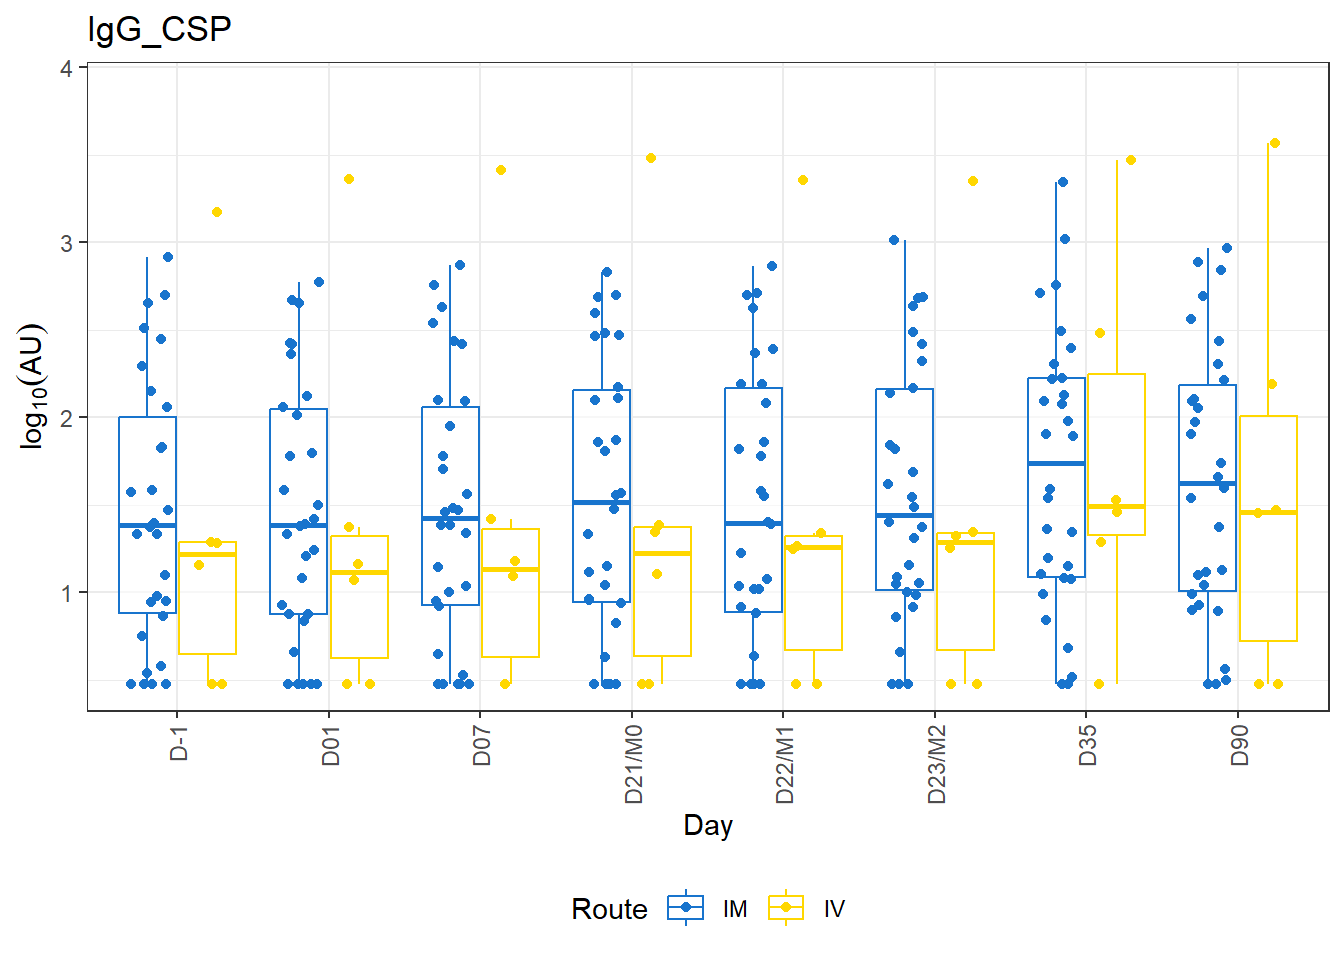 IgG_CSP
4
3
2
1
log₁₀(AU)
D-1
D01
D07
D21/M0
D22/M1
D23/M2
D35
D90
Day
Route IM IV